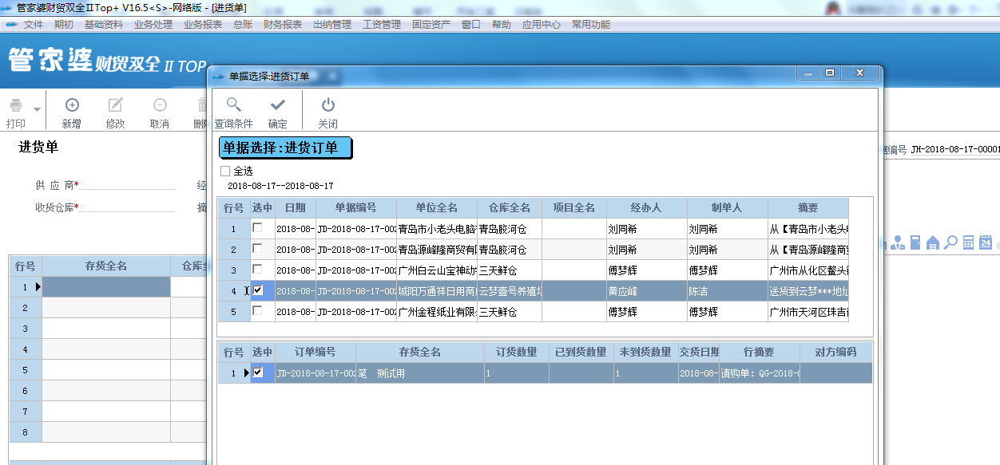 管家婆财贸双全IITop+ V16.5<S>-网络版 - [进货单]
文件 期初 基础资料 业务处理 业务报表 总账 财务报表 出纳管理 工资管理 固定资产 窗口 帮助 应用中心 常用功能
管家婆财贸双全 II TOP+
单据选择:进货订单
打印 新增 修改 取消
查询条件 确定 关闭
进货单
单据选择:进货订单
编号 JH-2018-08-17-00001
全选
供 应 商*
2018-08-17--2018-08-17
收货仓库*
行号 选中 日期 单据编号 单位全名 仓库全名 项目全名 经办人 制单人 摘要
1 2018-08- JD-2018-08-17-002 青岛市小老头电脑 青岛胶河仓 刘同希 刘同希 从【青岛市小老头
2 2018-08- JD-2018-08-17-002 青岛源峰隆商贸有 青岛胶河仓 刘同希 刘同希 从【青岛源峰隆商
3 2018-08- JD-2018-08-17-002 广州白云山宝神动 三天鲜仓 傅梦辉 傅梦辉 广州市从化区鳌头
4 2018-08- JD-2018-08-17-002 城阳万通祥日用商 云梦壹号养殖 黄应峰 陈洁 送货到云梦***地址
5 2018-08- JD-2018-08-17-002 广州金程纸业有限 三天鲜仓 傅梦辉 傅梦辉 广州市天河区珠吉
行号 选中 订单编号 存货全名 订货数量 已到货数量 未到货数量 交货日期 行摘要 对方编码
1 JD-2018-08-17-002 笔 测试用 1 1 2018-08- 请购单: QG-2018-0
行号 存货全名 仓库
1
2
3
4
5
6
7
8
24